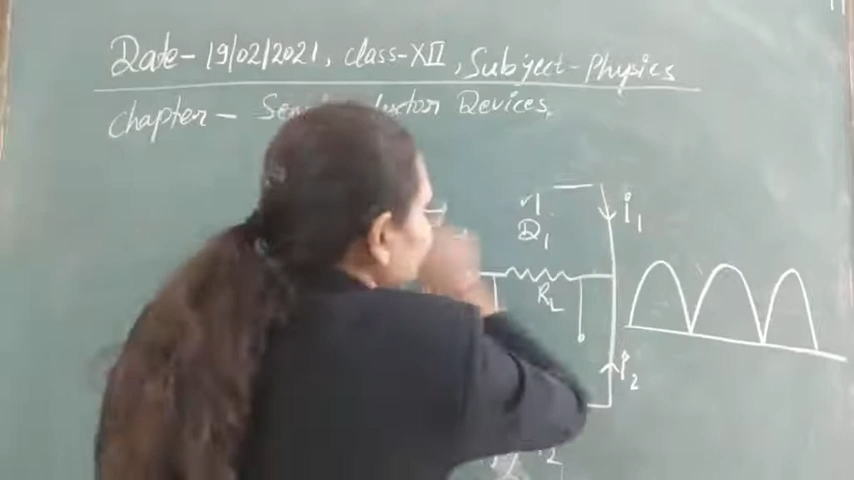 Date - 19/02/2021, class-XII, Subject - Physics
Chapter - Devices,
i1
D1
RL
i2